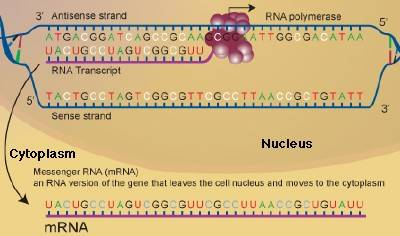 3' Antisense strand RNA polymerase 5'
ATGACGGATCAGCCGCAAGCGGAATTGGCGACATAA
UACUGCCUAGUCGGCGUU
RNA Transcript
5' TACTGCCTAGTCGGCGTTCGCCTTAACCGCTGTATT
Sense strand 3'
Nucleus
Cytoplasm
Messenger RNA (mRNA)
an RNA version of the gene that leaves the cell nucleus and moves to the cytoplasm
UACUGCCUAGUCGGCGUUCGCCUUAACCGCUGUAUU
mRNA